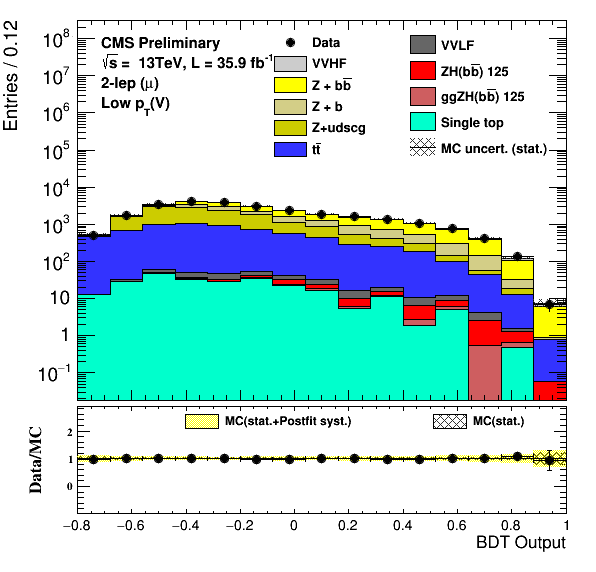 Entries / 0.12
10⁸
10⁷
10⁶
10⁵
10⁴
10³
10²
10
1
10⁻¹
CMS Preliminary
√s = 13TeV, L = 35.9 fb⁻¹
2-lep (μ)
Low p_T(V)
Data
VVHF
Z + bb̅
Z + b
Z+udscg
tt̅
VVLF
ZH(bb̅) 125
ggZH(bb̅) 125
Single top
MC uncert. (stat.)
Data/MC
2
1
0
MC(stat.+Postfit syst.)
MC(stat.)
−0.8 −0.6 −0.4 −0.2 0 0.2 0.4 0.6 0.8 1
BDT Output